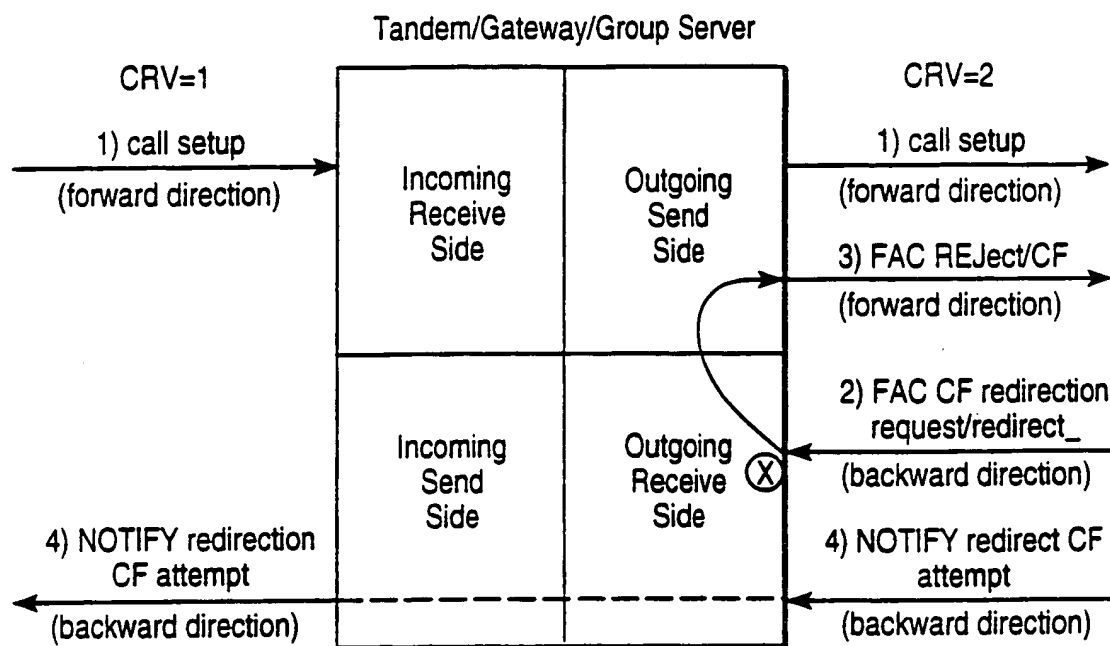 Tandem/Gateway/Group Server
CRV=1
CRV=2
1) call setup
(forward direction)
Incoming
Receive
Side
Outgoing
Send
Side
1) call setup
(forward direction)
3) FAC REJect/CF
(forward direction)
2) FAC CF redirection
request/redirect_
(backward direction)
Incoming
Send
Side
Outgoing
Receive
Side
X
4) NOTIFY redirection
CF attempt
(backward direction)
4) NOTIFY redirect CF
attempt
(backward direction)